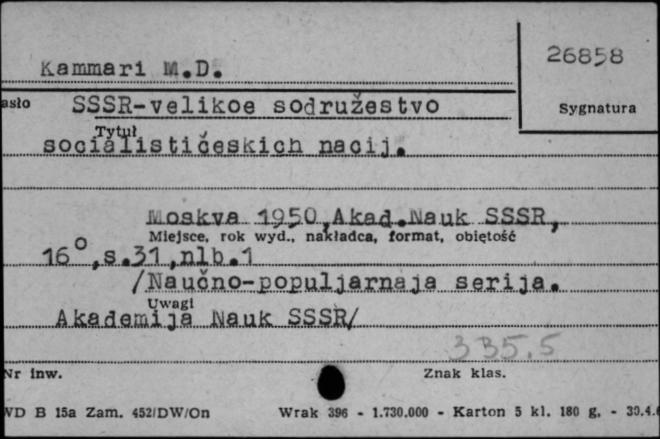 26858
Kammari M.D.
asło SSSR-velikoe sodružestvo
Sygnatura
Tytuł
socialističeskich nacij.
Moskva 1950,Akad.Nauk SSSR,
Miejsce, rok wyd., nakładca, format, obiętość
16°,s.31,nlb.1
/Naučno-populjarnaja serija.
Uwagi
Akademija Nauk SSSR/
335.5
Nr inw.
Znak klas.
WD B 15a Zam. 452/DW/On Wrak 396 - 1.730.000 - Karton 5 kl. 180 g. - 30.4.6